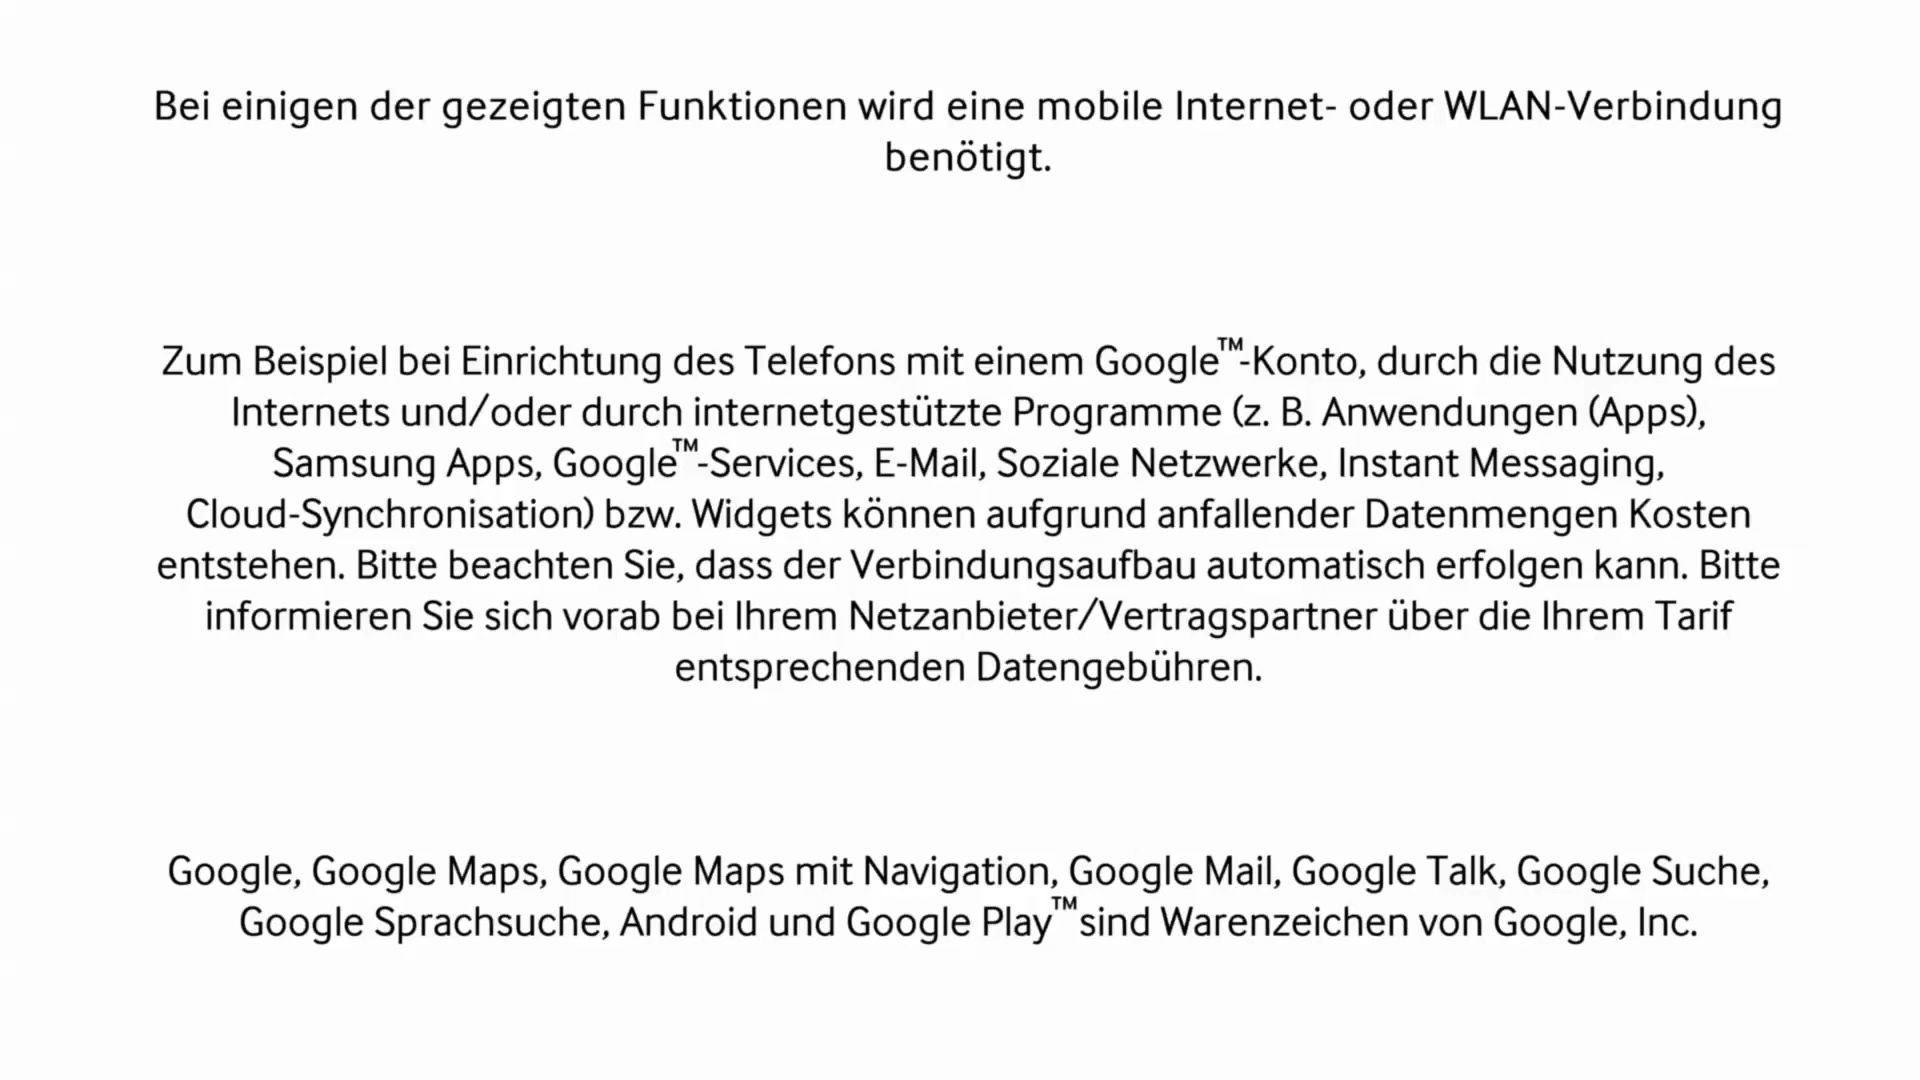 Bei einigen der gezeigten Funktionen wird eine mobile Internet- oder WLAN-Verbindung
benötigt.
Zum Beispiel bei Einrichtung des Telefons mit einem Google™-Konto, durch die Nutzung des
Internets und/oder durch internetgestützte Programme (z. B. Anwendungen (Apps),
Samsung Apps, Google™-Services, E-Mail, Soziale Netzwerke, Instant Messaging,
Cloud-Synchronisation) bzw. Widgets können aufgrund anfallender Datenmengen Kosten
entstehen. Bitte beachten Sie, dass der Verbindungsaufbau automatisch erfolgen kann. Bitte
informieren Sie sich vorab bei Ihrem Netzanbieter/Vertragspartner über die Ihrem Tarif
entsprechenden Datengebühren.
Google, Google Maps, Google Maps mit Navigation, Google Mail, Google Talk, Google Suche,
Google Sprachsuche, Android und Google Play™ sind Warenzeichen von Google, Inc.